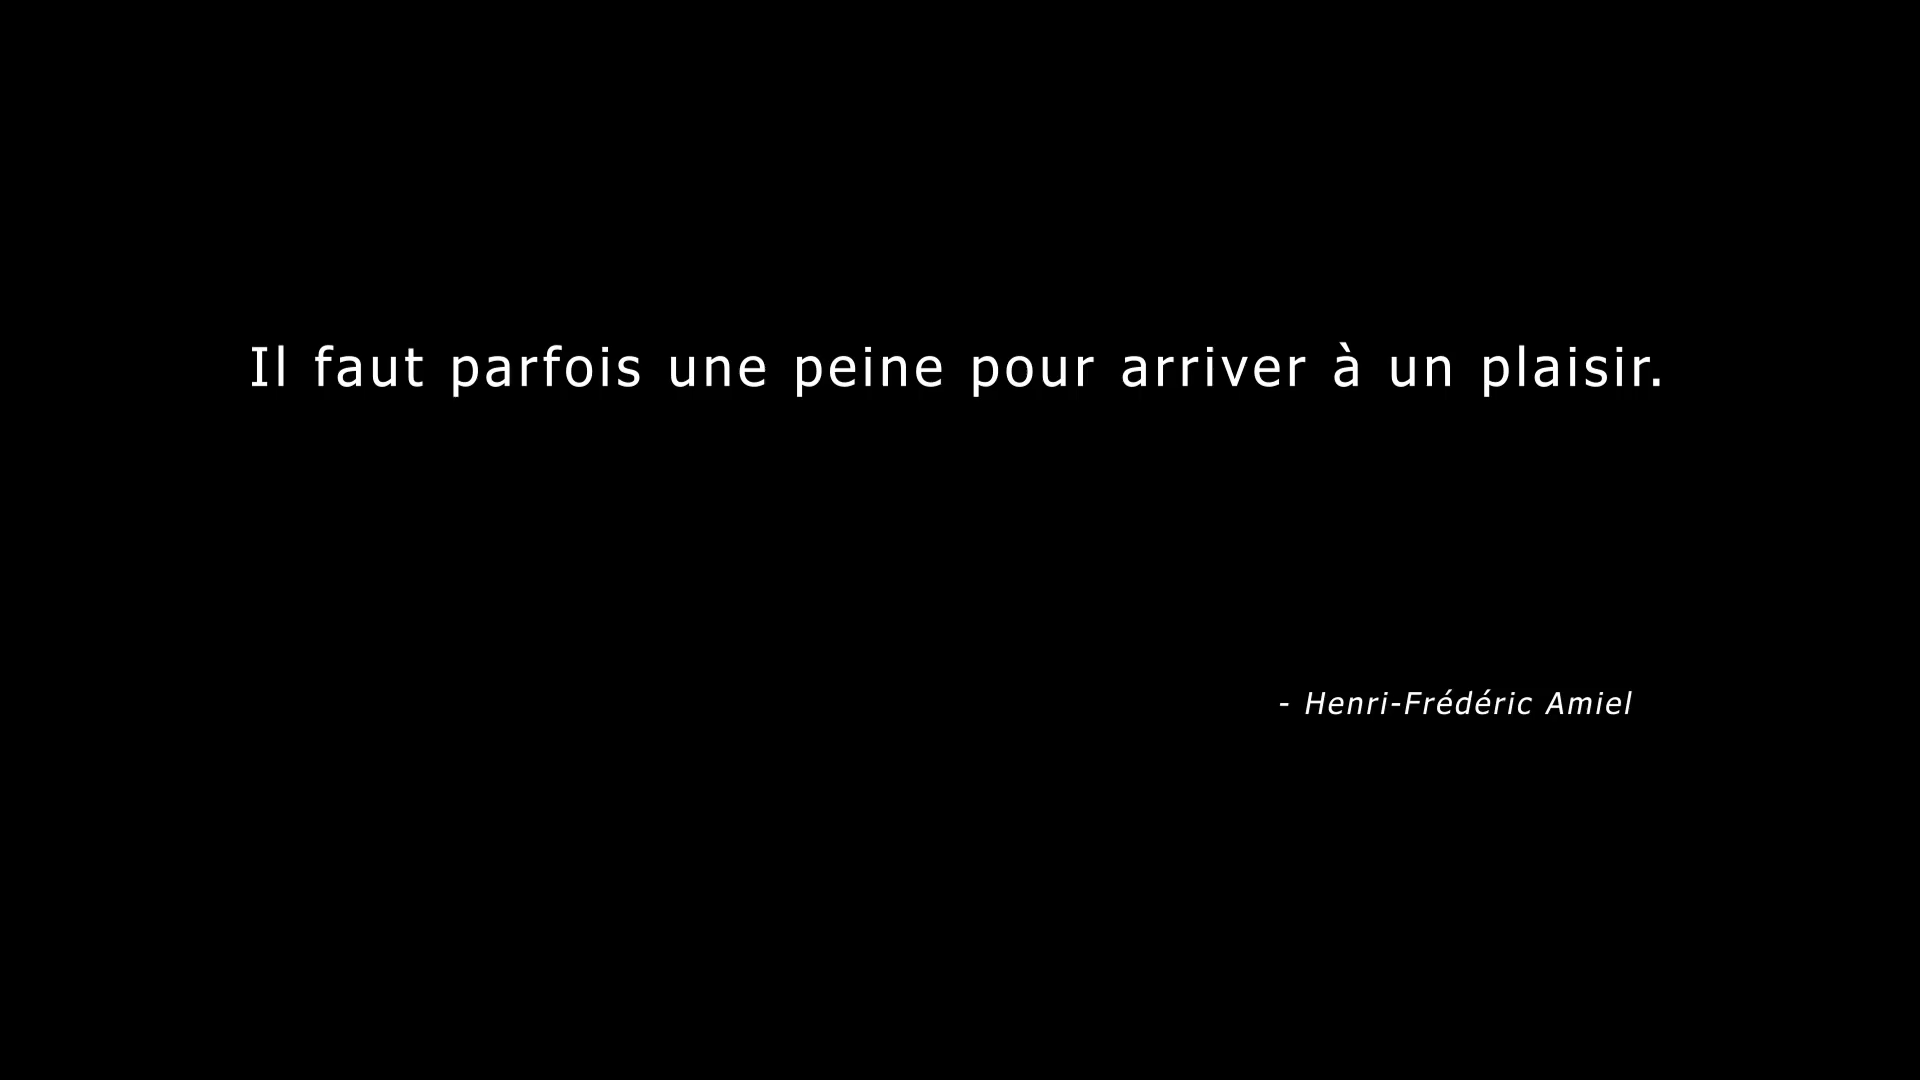 Il faut parfois une peine pour arriver à un plaisir.
- Henri-Frédéric Amiel